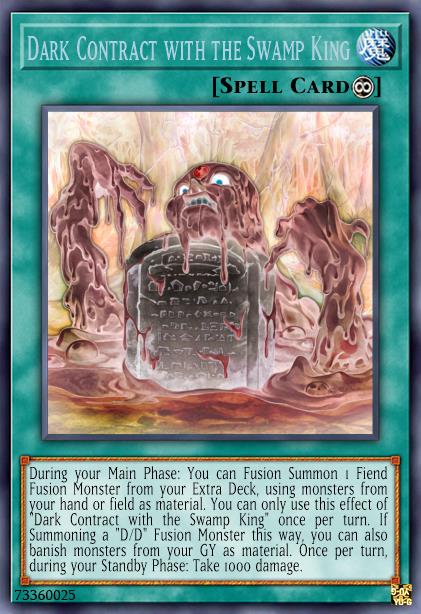 Dark Contract with the Swamp King
魔
[Spell Card]
During your Main Phase: You can Fusion Summon 1 Fiend
Fusion Monster from your Extra Deck, using monsters from
your hand or field as material. You can only use this effect of
"Dark Contract with the Swamp King" once per turn. If
Summoning a "D/D" Fusion Monster this way, you can also
banish monsters from your GY as material. Once per turn,
during your Standby Phase: Take 1000 damage.
73360025